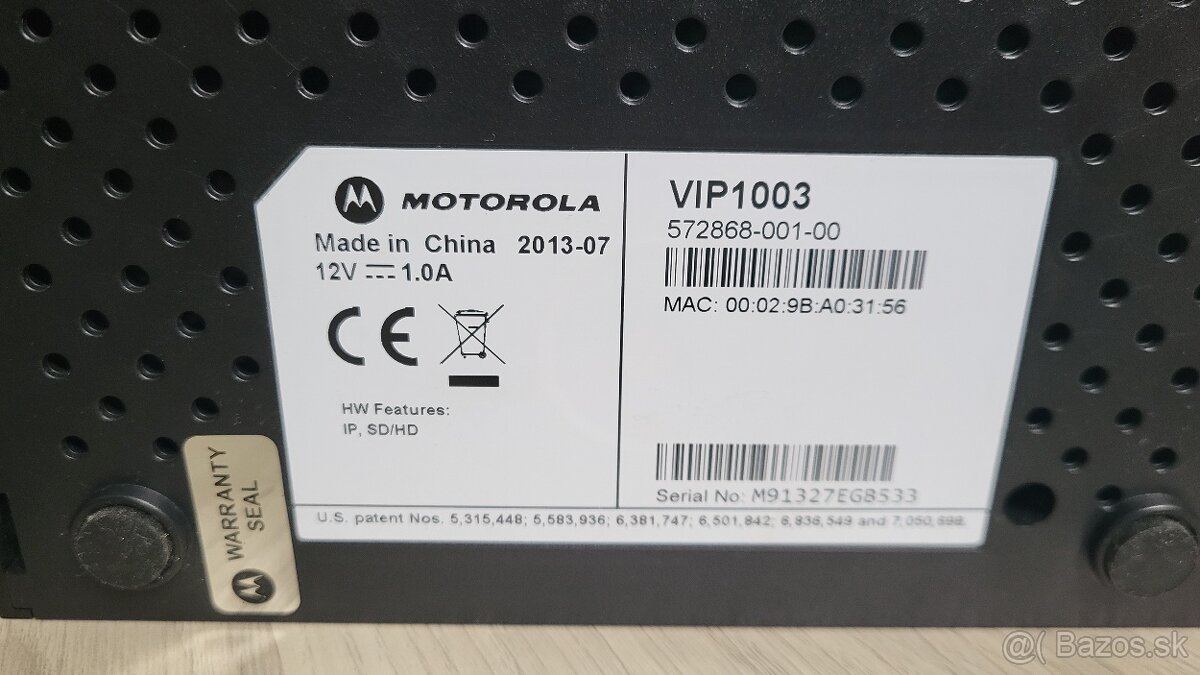 MOTOROLA
Made in China 2013-07
12V 1.0A
CE
HW Features:
IP, SD/HD
VIP1003
572868-001-00
MAC: 00:02:9B:A0:31:56
Serial No: M91327EGB533
U.S. patent Nos. 5,315,448; 5,583,936; 6,381,747; 6,501,842; 6,836,549 and 7,050,698.
WARRANTY
SEAL
@( Bazos.sk